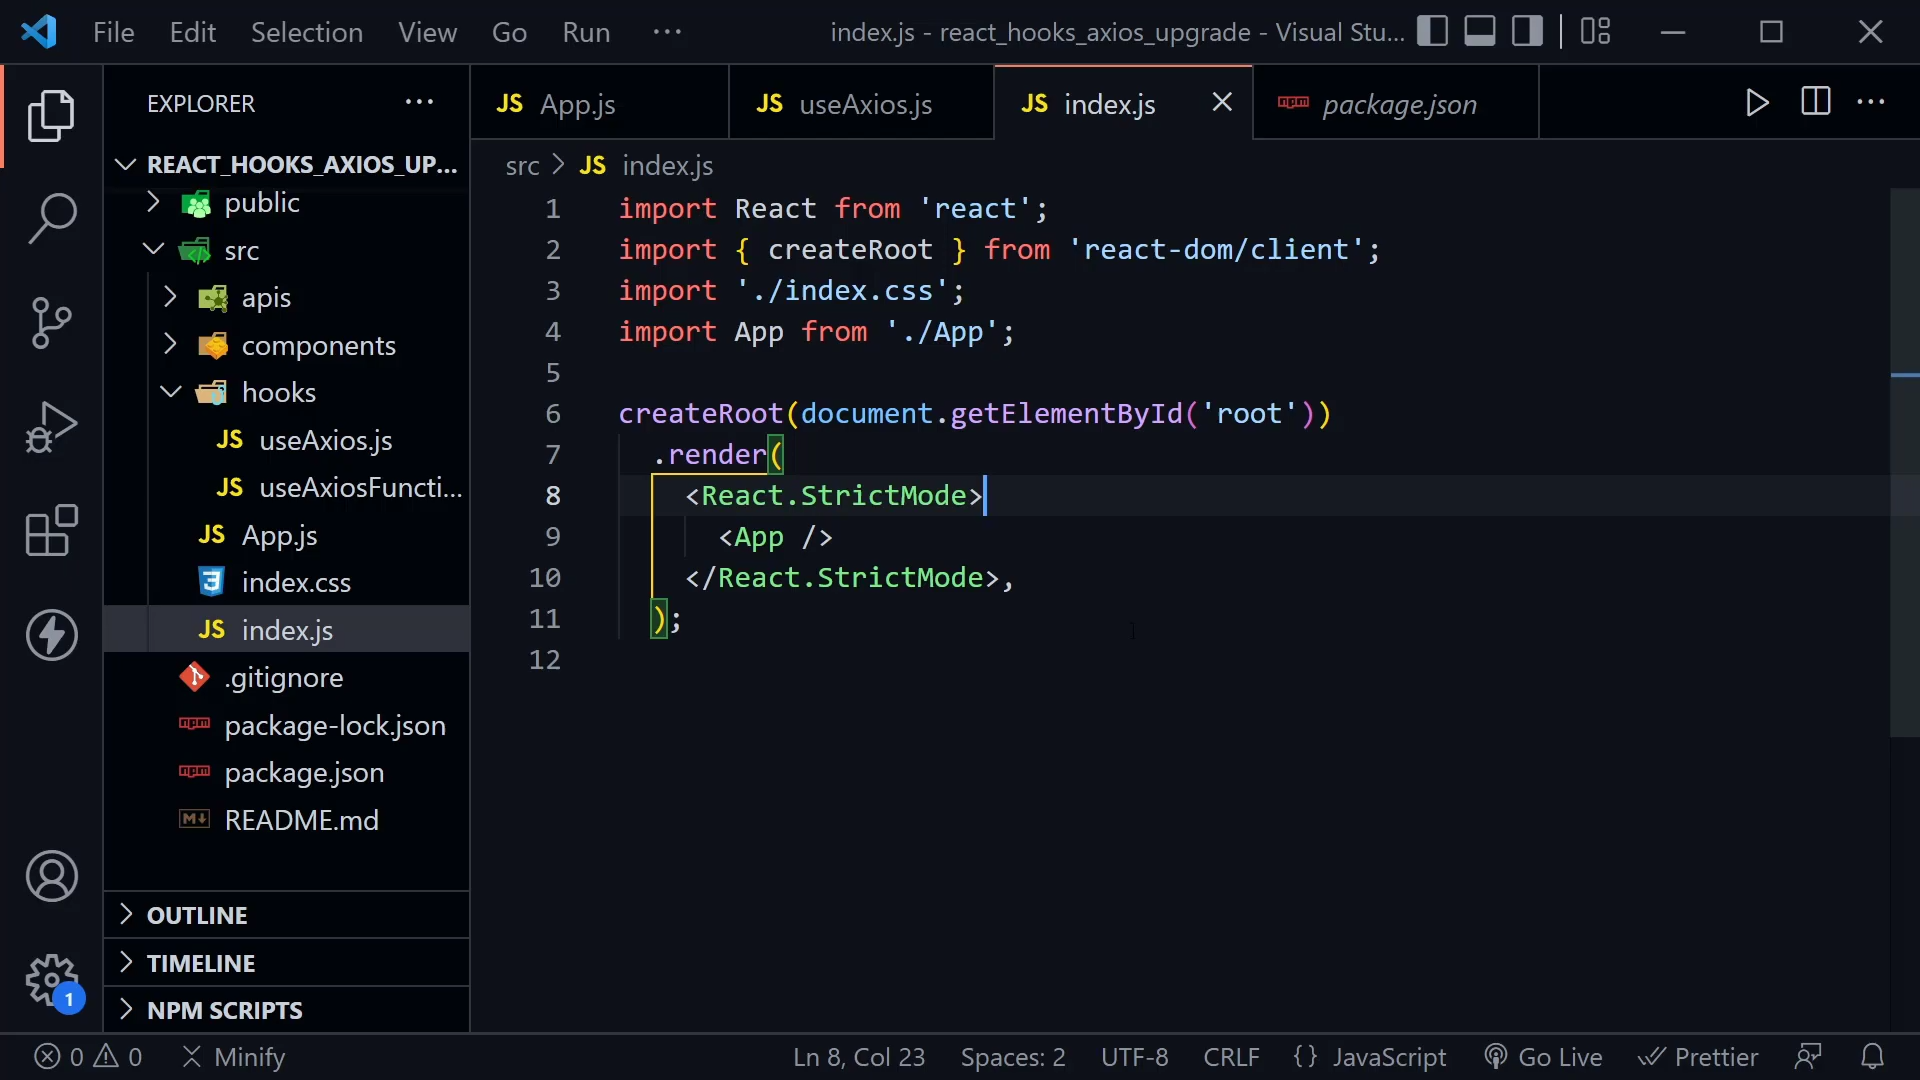 File Edit Selection View Go Run ···
index.js - react_hooks_axios_upgrade - Visual Stu...
EXPLORER
REACT_HOOKS_AXIOS_UP...
public
src
apis
components
hooks
JS useAxios.js
JS useAxiosFuncti...
JS App.js
3 index.css
JS index.js
.gitignore
package-lock.json
package.json
README.md
OUTLINE
TIMELINE
NPM SCRIPTS
1
JS App.js
JS useAxios.js
JS index.js
package.json
src > JS index.js
1 import React from 'react';
2 import { createRoot } from 'react-dom/client';
3 import './index.css';
4 import App from './App';
5
6 createRoot(document.getElementById('root'))
7 .render(
8 <React.StrictMode>
9 <App />
10 </React.StrictMode>,
11 );
12
0 0 Minify
Ln 8, Col 23 Spaces: 2 UTF-8 CRLF {} JavaScript Go Live Prettier